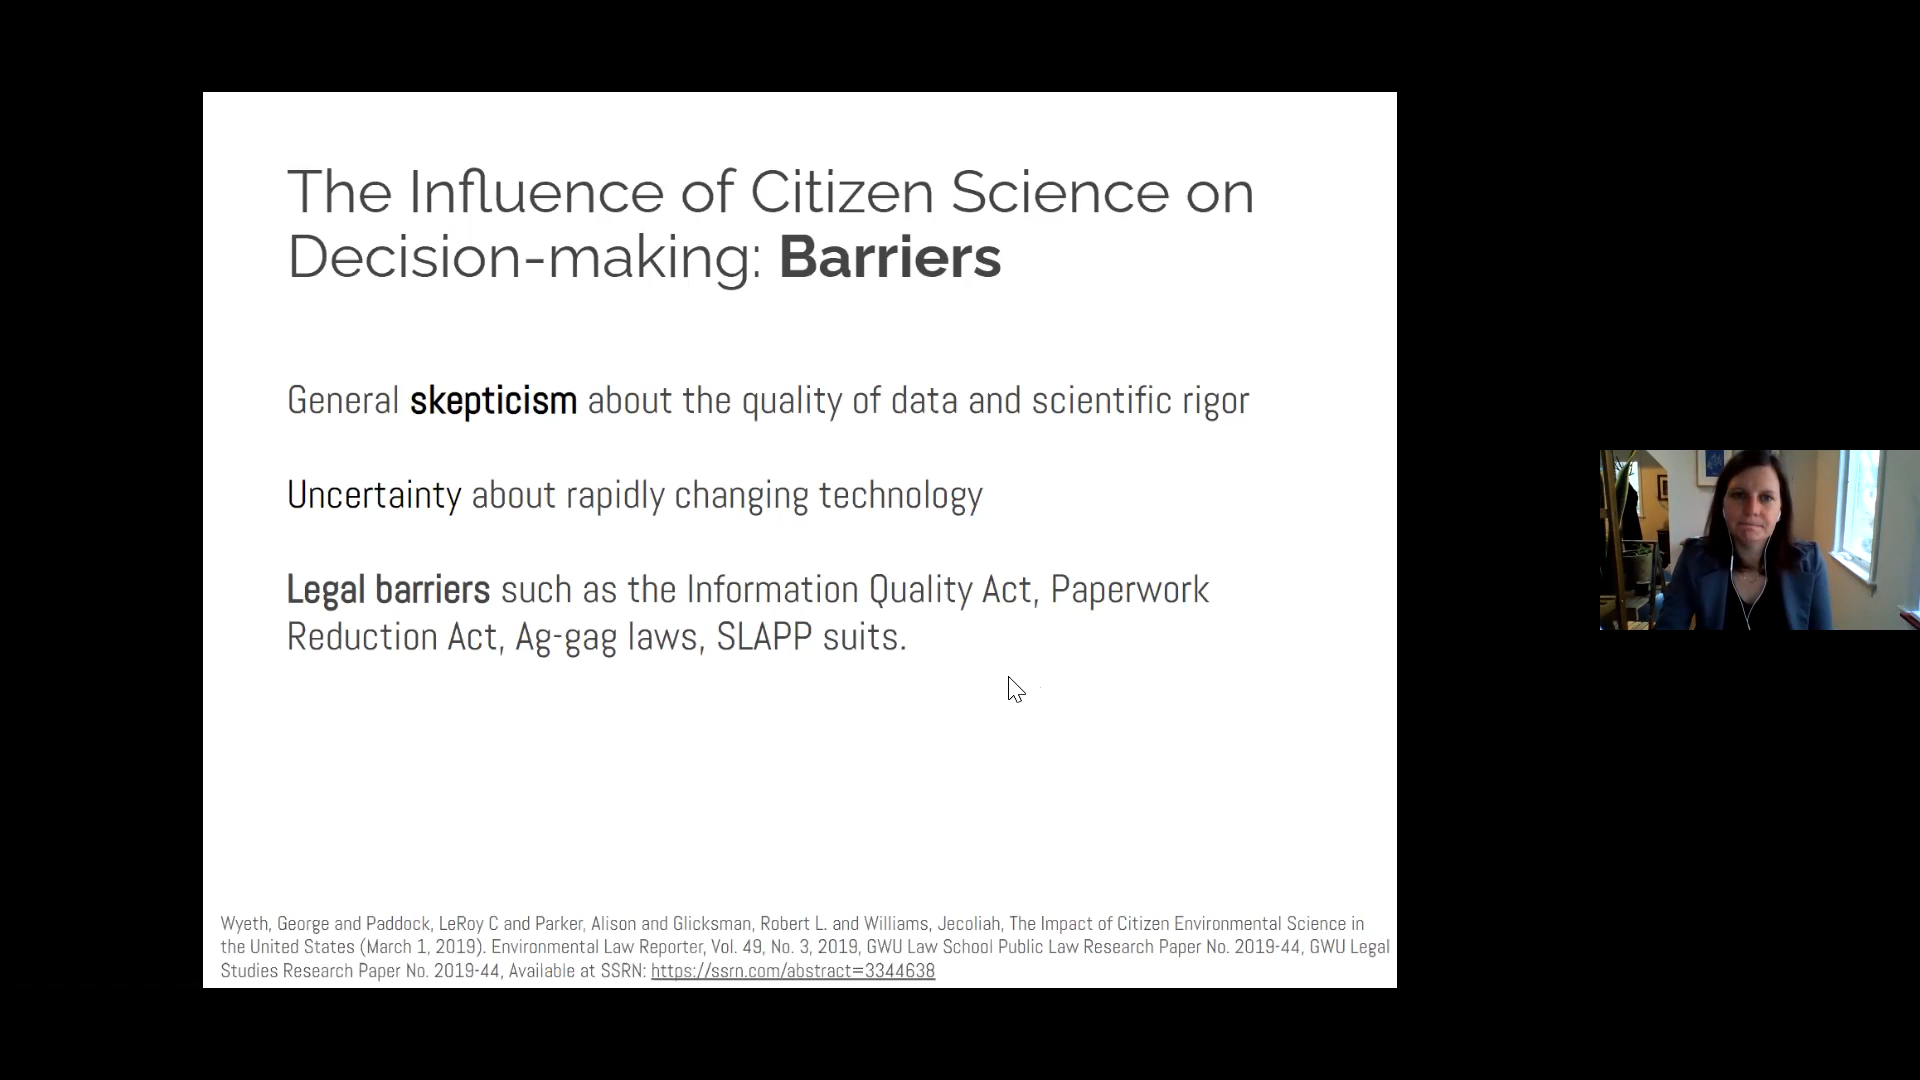 The Influence of Citizen Science on
Decision-making: Barriers
General skepticism about the quality of data and scientific rigor
Uncertainty about rapidly changing technology
Legal barriers such as the Information Quality Act, Paperwork
Reduction Act, Ag-gag laws, SLAPP suits.
Wyeth, George and Paddock, LeRoy C and Parker, Alison and Glicksman, Robert L. and Williams, Jecoliah, The Impact of Citizen Environmental Science in
the United States (March 1, 2019). Environmental Law Reporter, Vol. 49, No. 3, 2019, GWU Law School Public Law Research Paper No. 2019-44, GWU Legal
Studies Research Paper No. 2019-44, Available at SSRN: https://ssrn.com/abstract=3344638